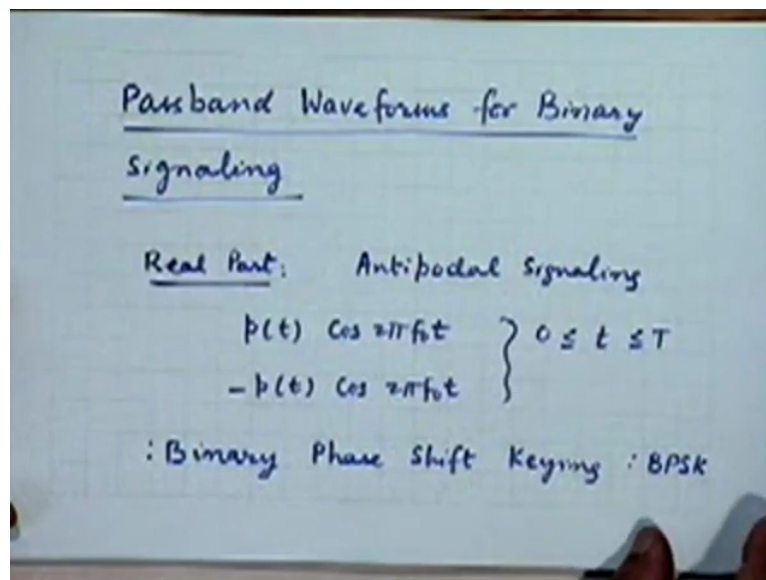 Passband Waveforms for Binary
Signaling
Real Part: Antipodal Signaling
p(t) Cos 2πf₀t } 0 ≤ t ≤ T
- p(t) Cos 2πf₀t
: Binary Phase Shift Keying : BPSK